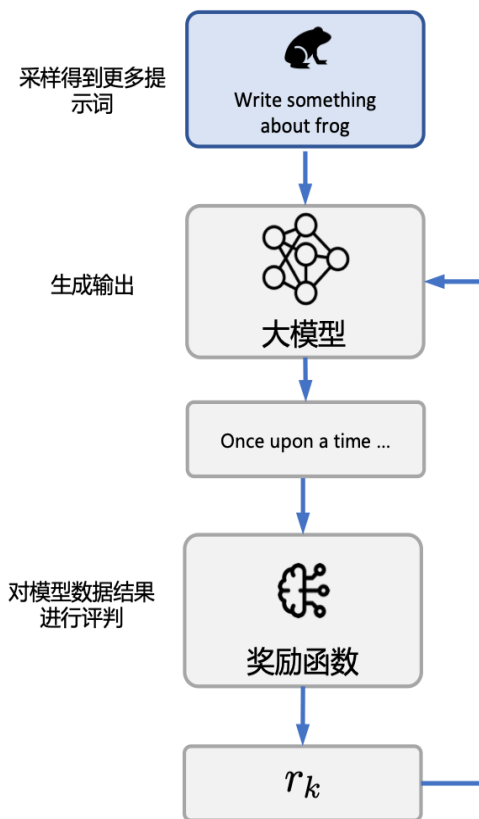 采样得到更多提
示词
Write something
about frog
生成输出
大模型
Once upon a time ...
对模型数据结果
进行评判
奖励函数
r_k